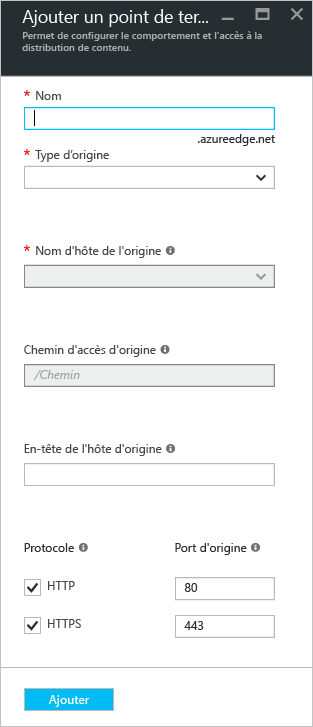 Ajouter un point de ter...
Permet de configurer le comportement et l'accès à la
distribution de contenu.
* Nom
.azureedge.net
* Type d'origine
* Nom d'hôte de l'origine
Chemin d'accès d'origine
/Chemin
En-tête de l'hôte d'origine
Protocole Port d'origine
HTTP 80
HTTPS 443
Ajouter